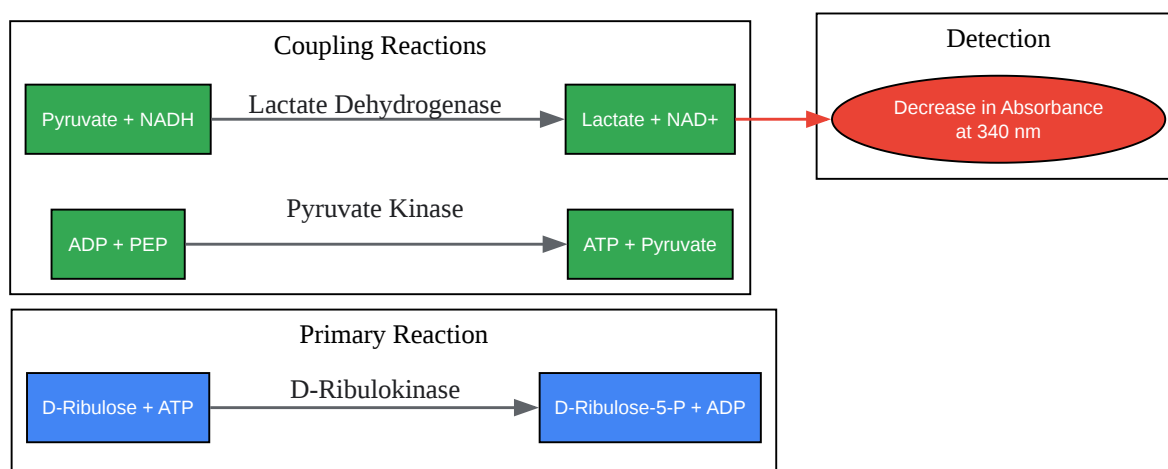 Coupling Reactions
Detection
Pyruvate + NADH
Lactate Dehydrogenase
Lactate + NAD+
Decrease in Absorbance
at 340 nm
ADP + PEP
Pyruvate Kinase
ATP + Pyruvate
Primary Reaction
D-Ribulose + ATP
D-Ribulokinase
D-Ribulose-5-P + ADP